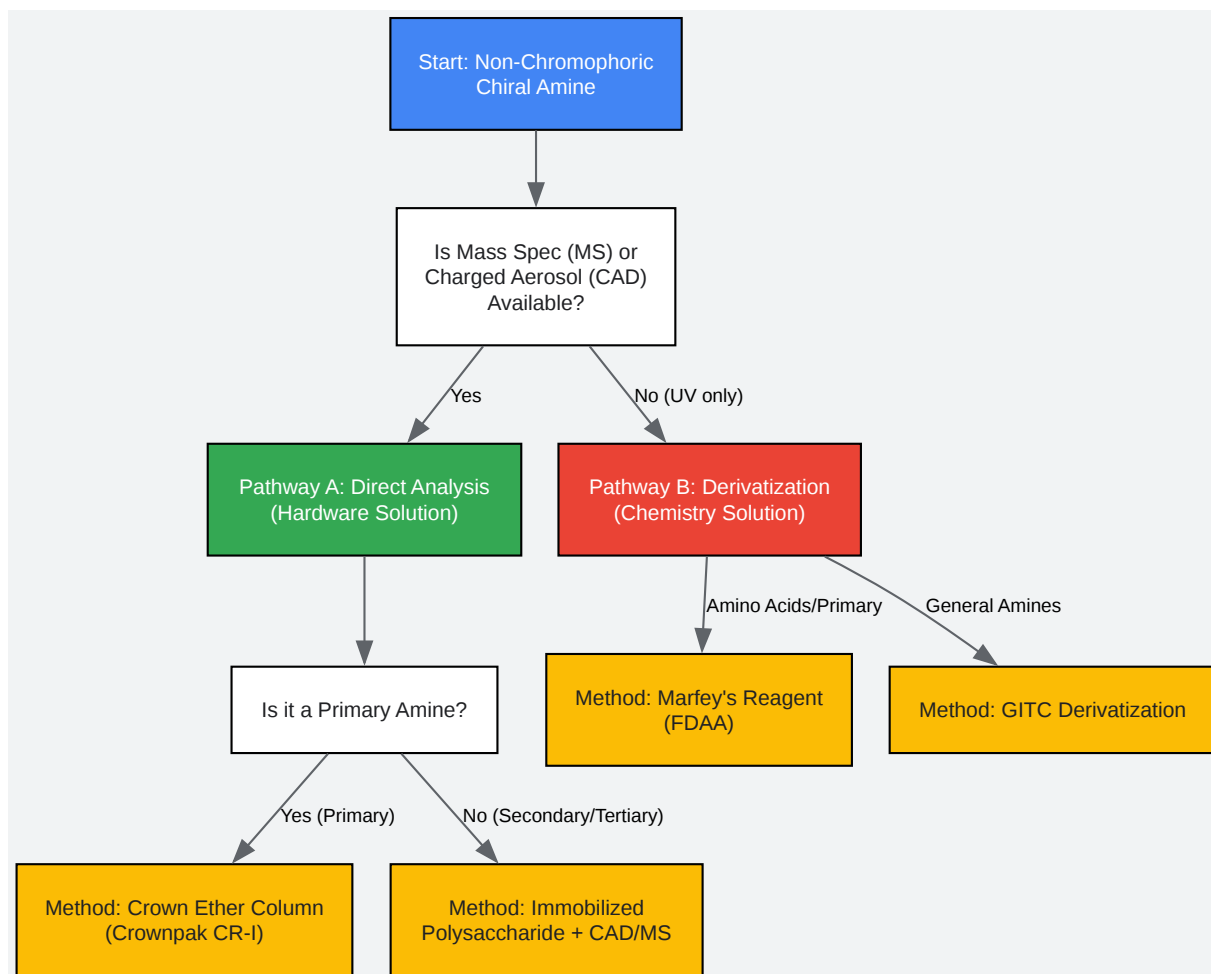 Start: Non-Chromophoric
Chiral Amine
Is Mass Spec (MS) or
Charged Aerosol (CAD)
Available?
Yes
No (UV only)
Pathway A: Direct Analysis
(Hardware Solution)
Pathway B: Derivatization
(Chemistry Solution)
Amino Acids/Primary
General Amines
Is it a Primary Amine?
Method: Marfey's Reagent
(FDAA)
Method: GITC Derivatization
Yes (Primary)
No (Secondary/Tertiary)
Method: Crown Ether Column
(Crownpak CR-I)
Method: Immobilized
Polysaccharide + CAD/MS